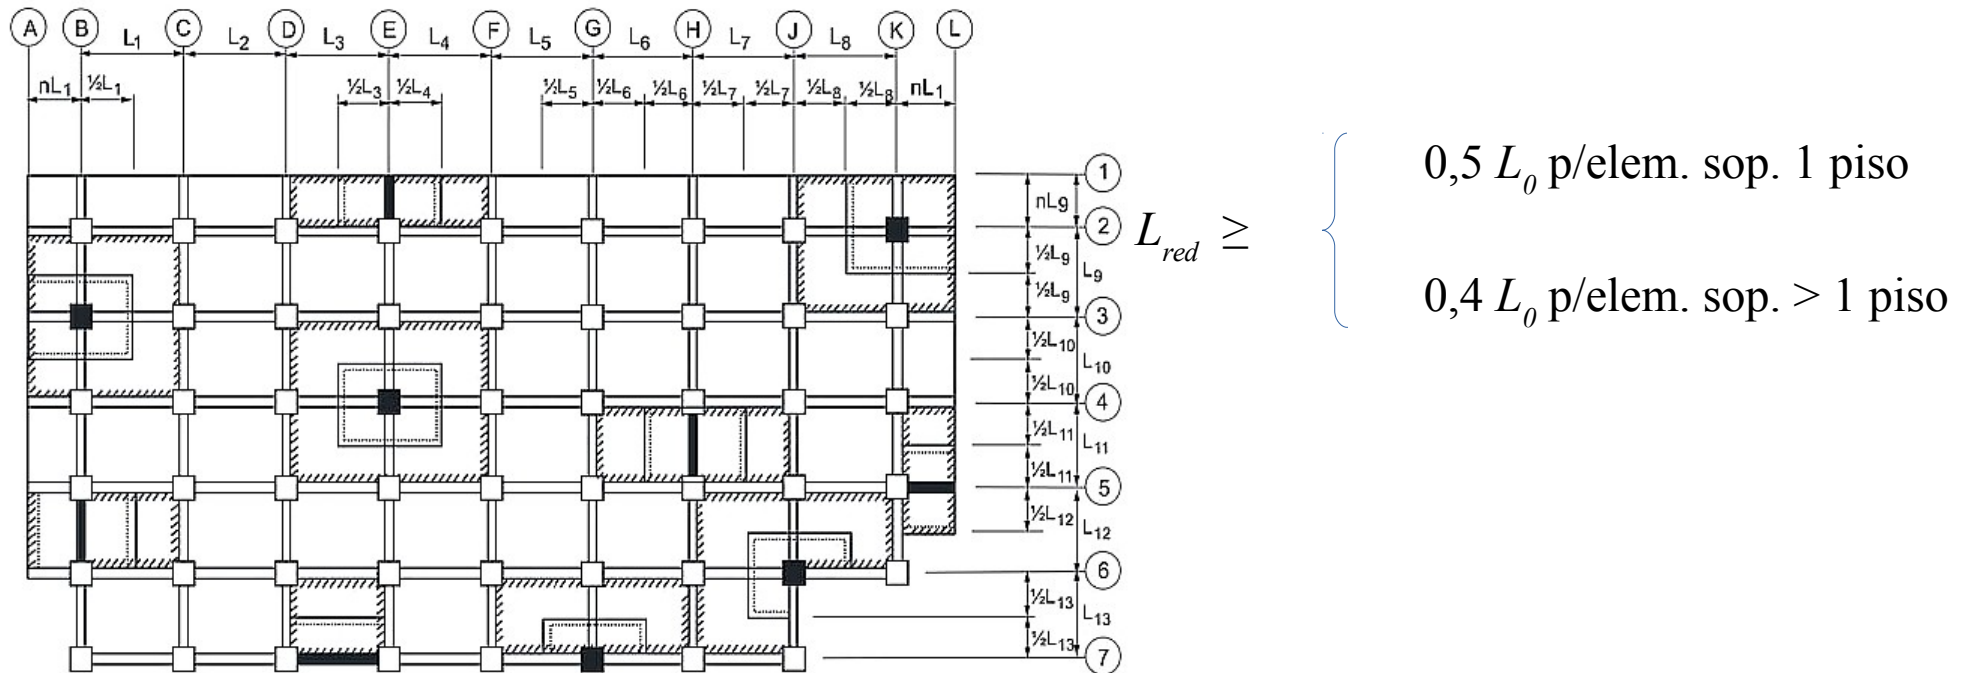 A B C D E F G H J K L
L1 L2 L3 L4 L5 L6 L7 L8
nL1 ½L1 ½L3 ½L4 ½L5 ½L6 ½L6 ½L7 ½L7 ½L8 ½L8 nL1
1
nL9
2
½L9
L9
½L9
3
½L10
L10
½L10
4
½L11
L11
½L11
5
½L12
L12
6
½L13
L13
½L13
7
0,5 L0 p/elem. sop. 1 piso
Lred ≥
0,4 L0 p/elem. sop. > 1 piso